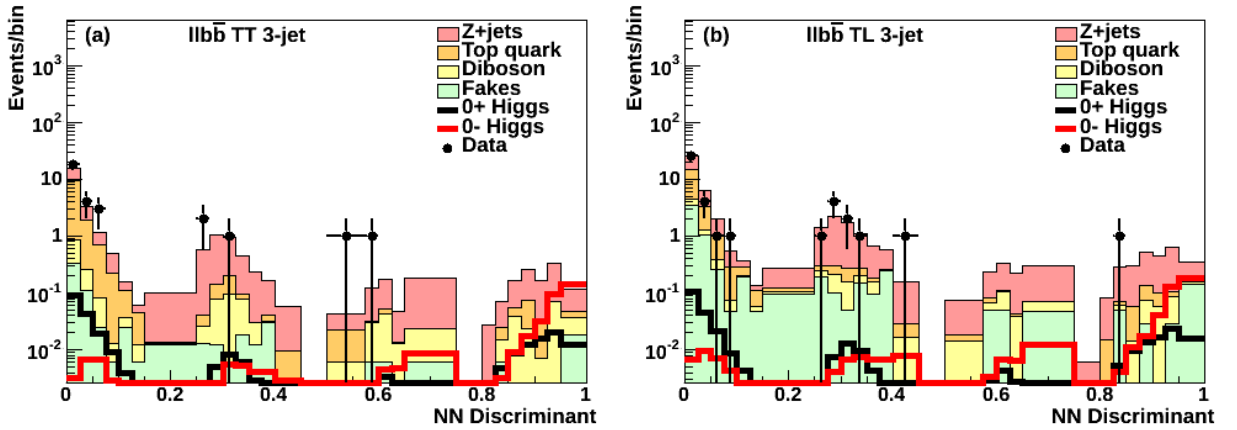 Events/bin
(a)
llbb̅ TT 3-jet
Z+jets
Top quark
Diboson
Fakes
0+ Higgs
0- Higgs
Data
10³
10²
10
1
10⁻¹
10⁻²
0 0.2 0.4 0.6 0.8 1
NN Discriminant
Events/bin
(b)
llbb̅ TL 3-jet
Z+jets
Top quark
Diboson
Fakes
0+ Higgs
0- Higgs
Data
10³
10²
10
1
10⁻¹
10⁻²
0 0.2 0.4 0.6 0.8 1
NN Discriminant